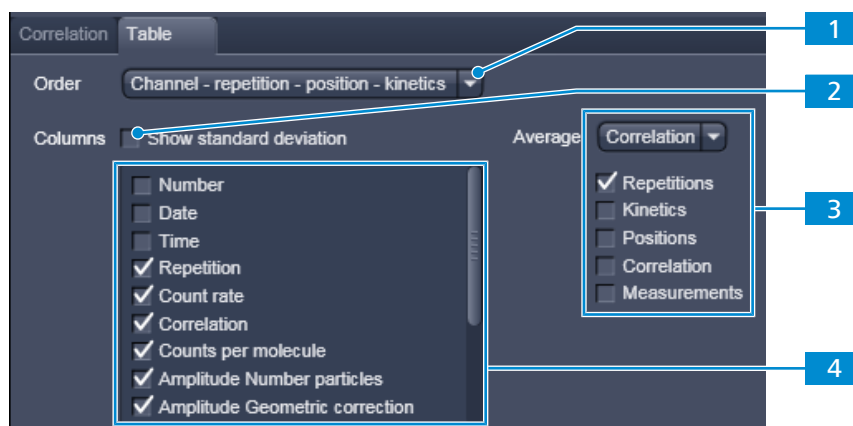 Correlation Table 1
Order Channel - repetition - position - kinetics
2
Columns Show standard deviation Average Correlation
Number Repetitions
Date Kinetics 3
Time Positions
Repetition Correlation
Count rate Measurements
Correlation
Counts per molecule
Amplitude Number particles 4
Amplitude Geometric correction